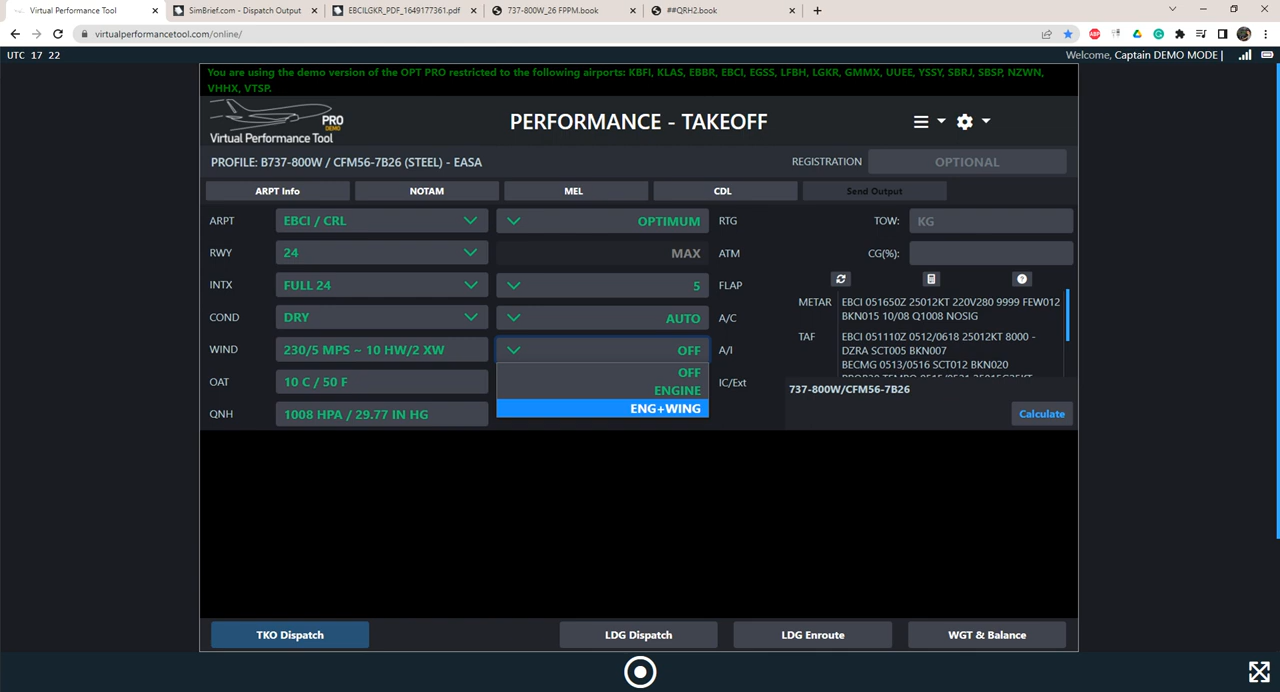 Virtual Performance Tool
SimBrief.com - Dispatch Output
EBCILGKR_PDF_1649177361.pdf
737-800W_26 FPPM.book
##QRH2.book
virtualperformancetool.com/online/
UTC 17 22
Welcome, Captain DEMO MODE |
You are using the demo version of the OPT PRO restricted to the following airports: KBFI, KLAS, EBBR, EBCI, EGSS, LFBH, LGKR, GMMX, UUEE, YSSY, SBRJ, SBSP, NZWN,
VHHX, VTSP.
PRO
DEMO
Virtual Performance Tool
PERFORMANCE - TAKEOFF
PROFILE: B737-800W / CFM56-7B26 (STEEL) - EASA
REGISTRATION
OPTIONAL
ARPT Info
NOTAM
MEL
CDL
Send Output
ARPT
EBCI / CRL
OPTIMUM
RTG
TOW:
KG
RWY
24
MAX
ATM
CG(%):
INTX
FULL 24
5
FLAP
COND
DRY
AUTO
A/C
METAR
EBCI 051650Z 25012KT 220V280 9999 FEW012
BKN015 10/08 Q1008 NOSIG
WIND
230/5 MPS ~ 10 HW/2 XW
OFF
A/I
TAF
EBCI 051110Z 0512/0618 25012KT 8000 -
DZRA SCT005 BKN007
BECMG 0513/0516 SCT012 BKN020
OAT
10 C / 50 F
OFF
ENGINE
ENG+WING
IC/Ext
737-800W/CFM56-7B26
QNH
1008 HPA / 29.77 IN HG
Calculate
TKO Dispatch
LDG Dispatch
LDG Enroute
WGT & Balance